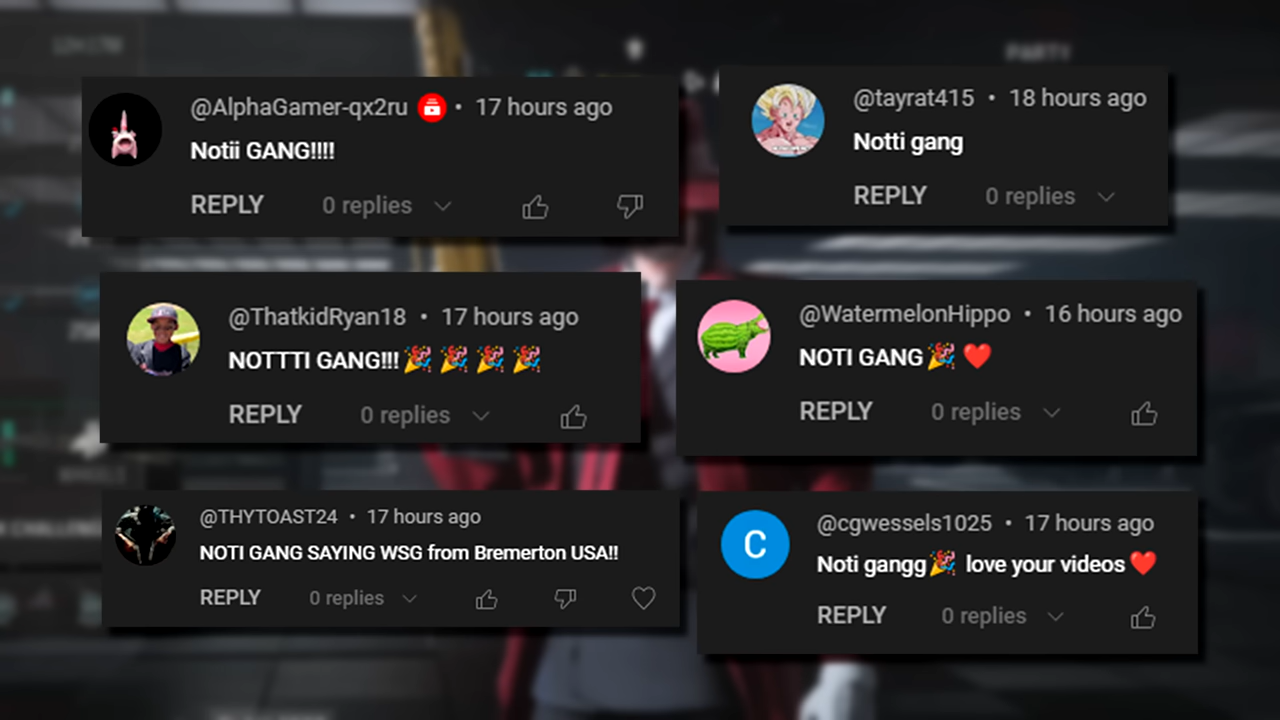 PARTY
@AlphaGamer-qx2ru • 17 hours ago
Notii GANG!!!!
REPLY 0 replies
@tayrat415 • 18 hours ago
Notti gang
REPLY 0 replies
@ThatkidRyan18 • 17 hours ago
NOTTTI GANG!!! 🎉 🎉 🎉 🎉
REPLY 0 replies
@WatermelonHippo • 16 hours ago
NOTI GANG 🎉 ❤️
REPLY 0 replies
@THYTOAST24 • 17 hours ago
NOTI GANG SAYING WSG from Bremerton USA!!
REPLY 0 replies
C
@cgwessels1025 • 17 hours ago
Noti gangg 🎉 love your videos ❤️
REPLY 0 replies